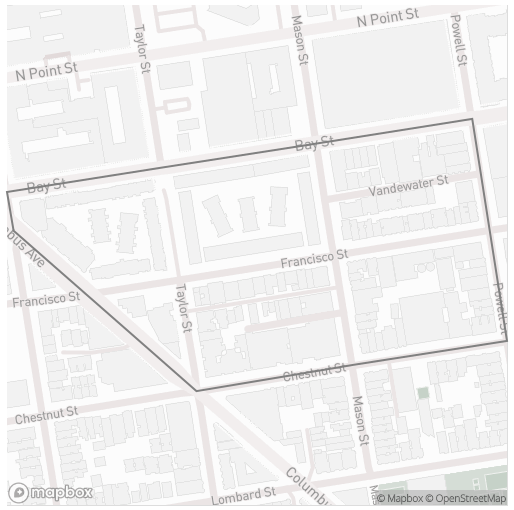 N Point St
Taylor St
Mason St
N Point St
Powell St
Bay St
Bay St
Vandewater St
bus Ave
Francisco St
Francisco St
Taylor St
Powell St
Chestnut St
Chestnut St
Mason St
Columbu
Lombard St
Mas
mapbox
© Mapbox © OpenStreetMap